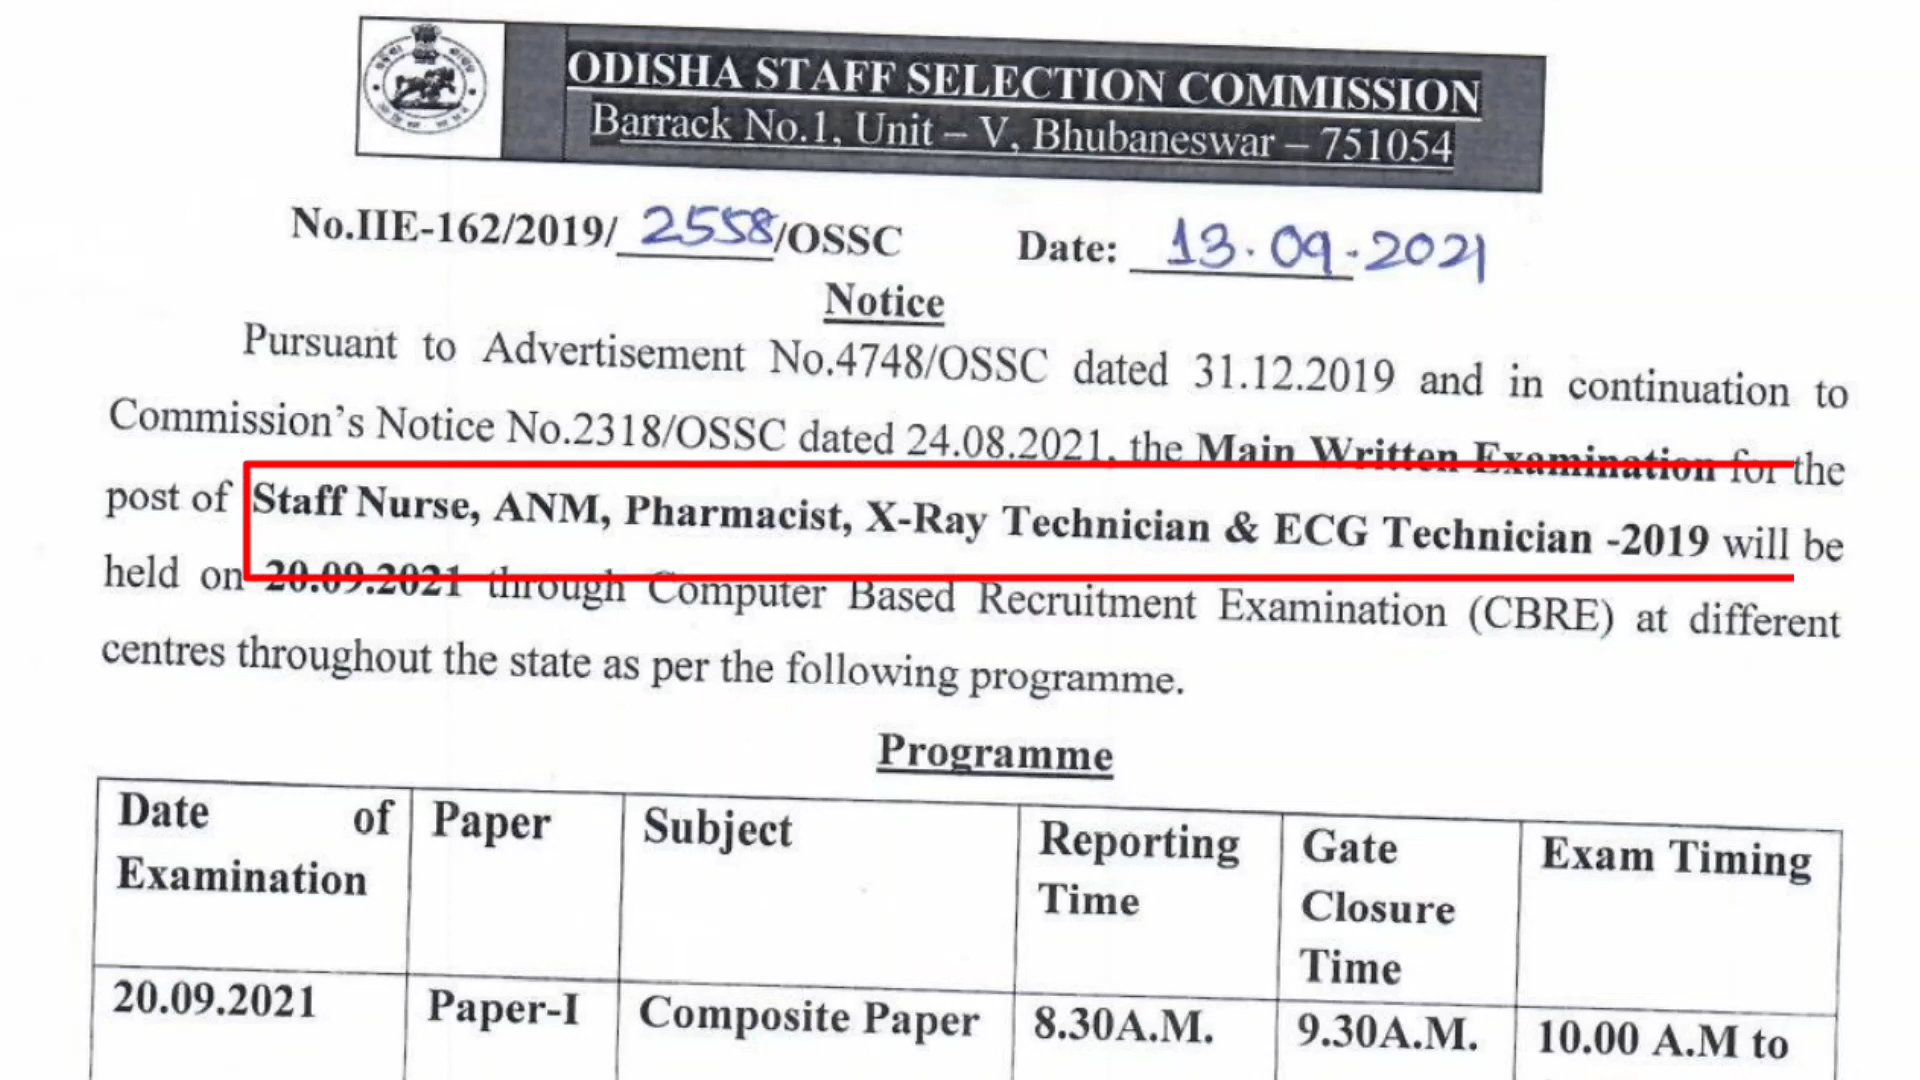 ODISHA STAFF SELECTION COMMISSION
Barrack No.1, Unit – V, Bhubaneswar – 751054
No.IIE-162/2019/ 2558/OSSC Date: 13.09.2021
Notice
Pursuant to Advertisement No.4748/OSSC dated 31.12.2019 and in continuation to
Commission's Notice No.2318/OSSC dated 24.08.2021, the Main Written Examination for the
post of Staff Nurse, ANM, Pharmacist, X-Ray Technician & ECG Technician -2019 will be
held on 20.09.2021 through Computer Based Recruitment Examination (CBRE) at different
centres throughout the state as per the following programme.
Programme
Date of Examination Paper Subject Reporting Time Gate Closure Time Exam Timing
20.09.2021 Paper-I Composite Paper 8.30A.M. 9.30A.M. 10.00 A.M to